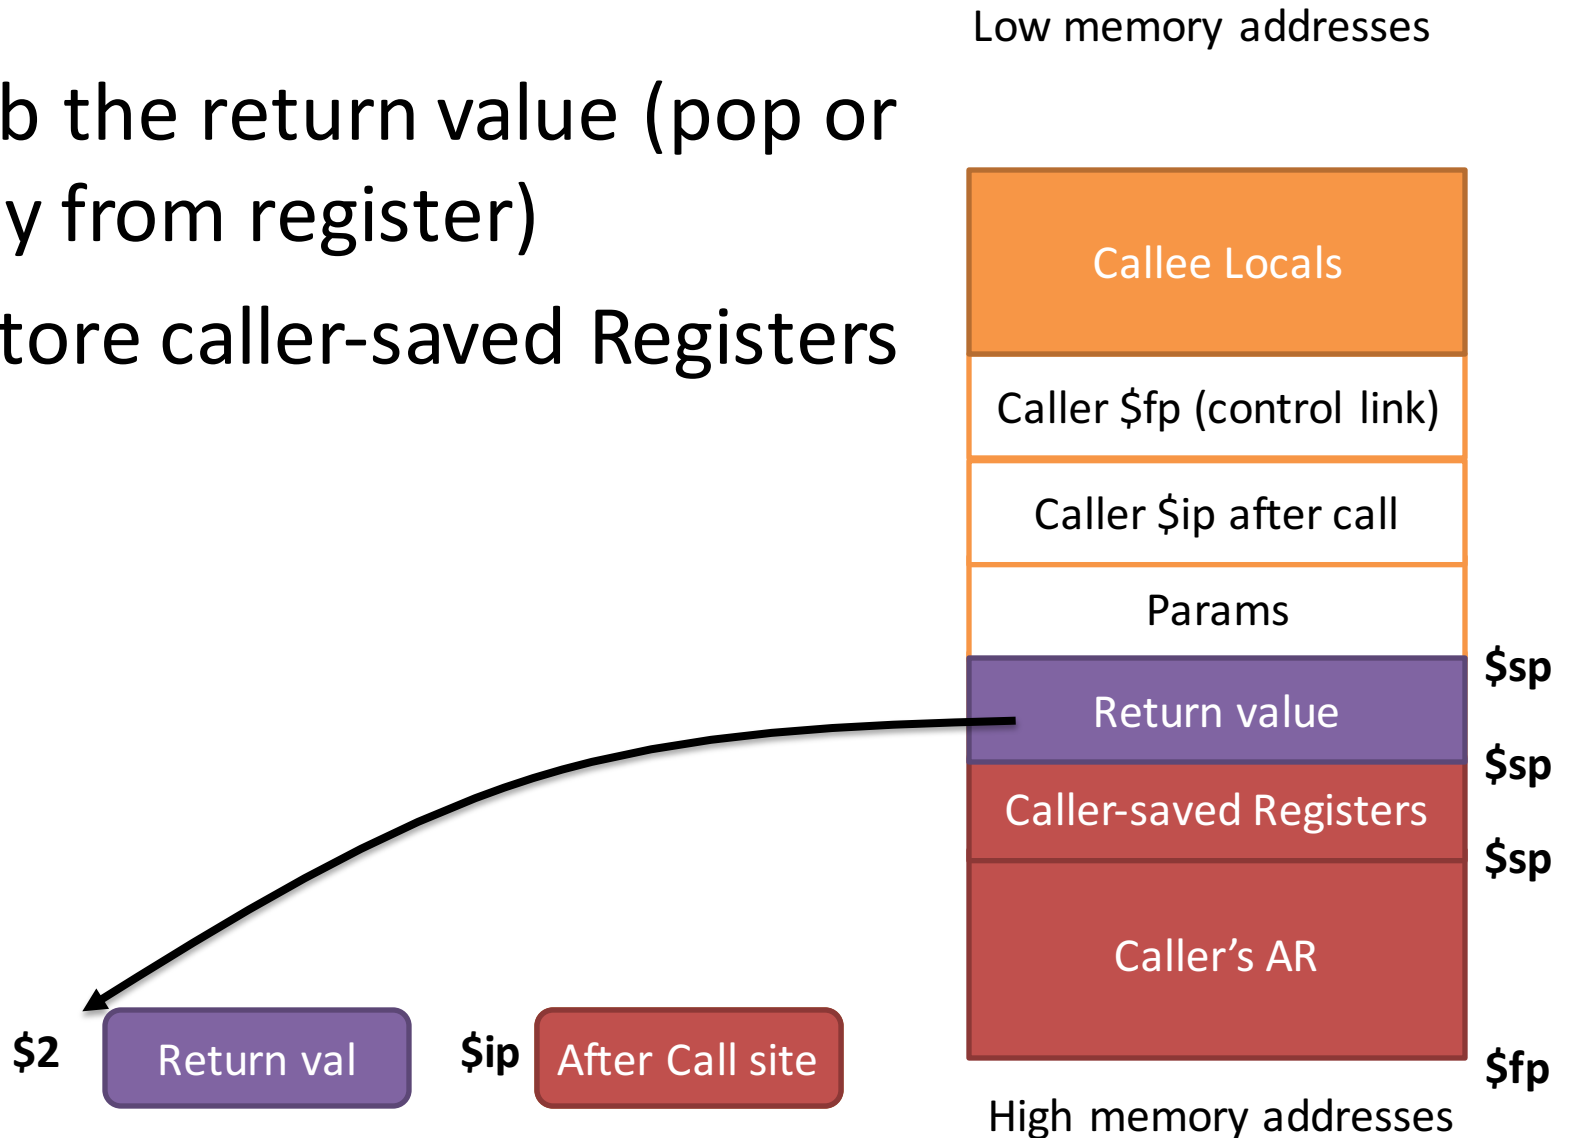 Low memory addresses
b the return value (pop or
y from register)
tore caller-saved Registers
Callee Locals
Caller $fp (control link)
Caller $ip after call
Params
$sp
Return value
$sp
Caller-saved Registers
$sp
Caller’s AR
$2
Return val
$ip
After Call site
$fp
High memory addresses